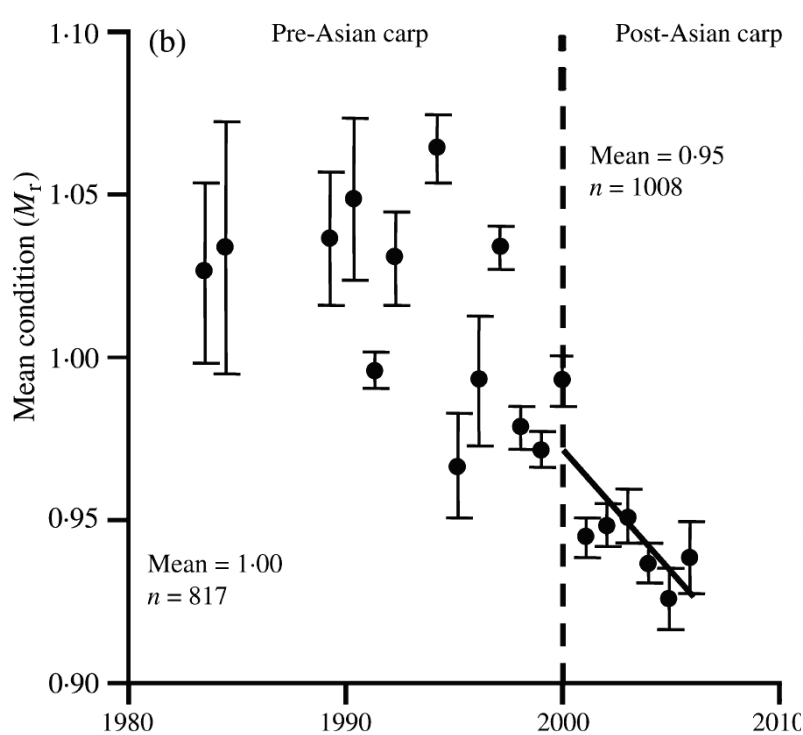 (b)
Pre-Asian carp
Post-Asian carp
Mean = 0·95
n = 1008
Mean = 1·00
n = 817
Mean condition (Mr)
1·10
1·05
1·00
0·95
0·90
1980
1990
2000
2010